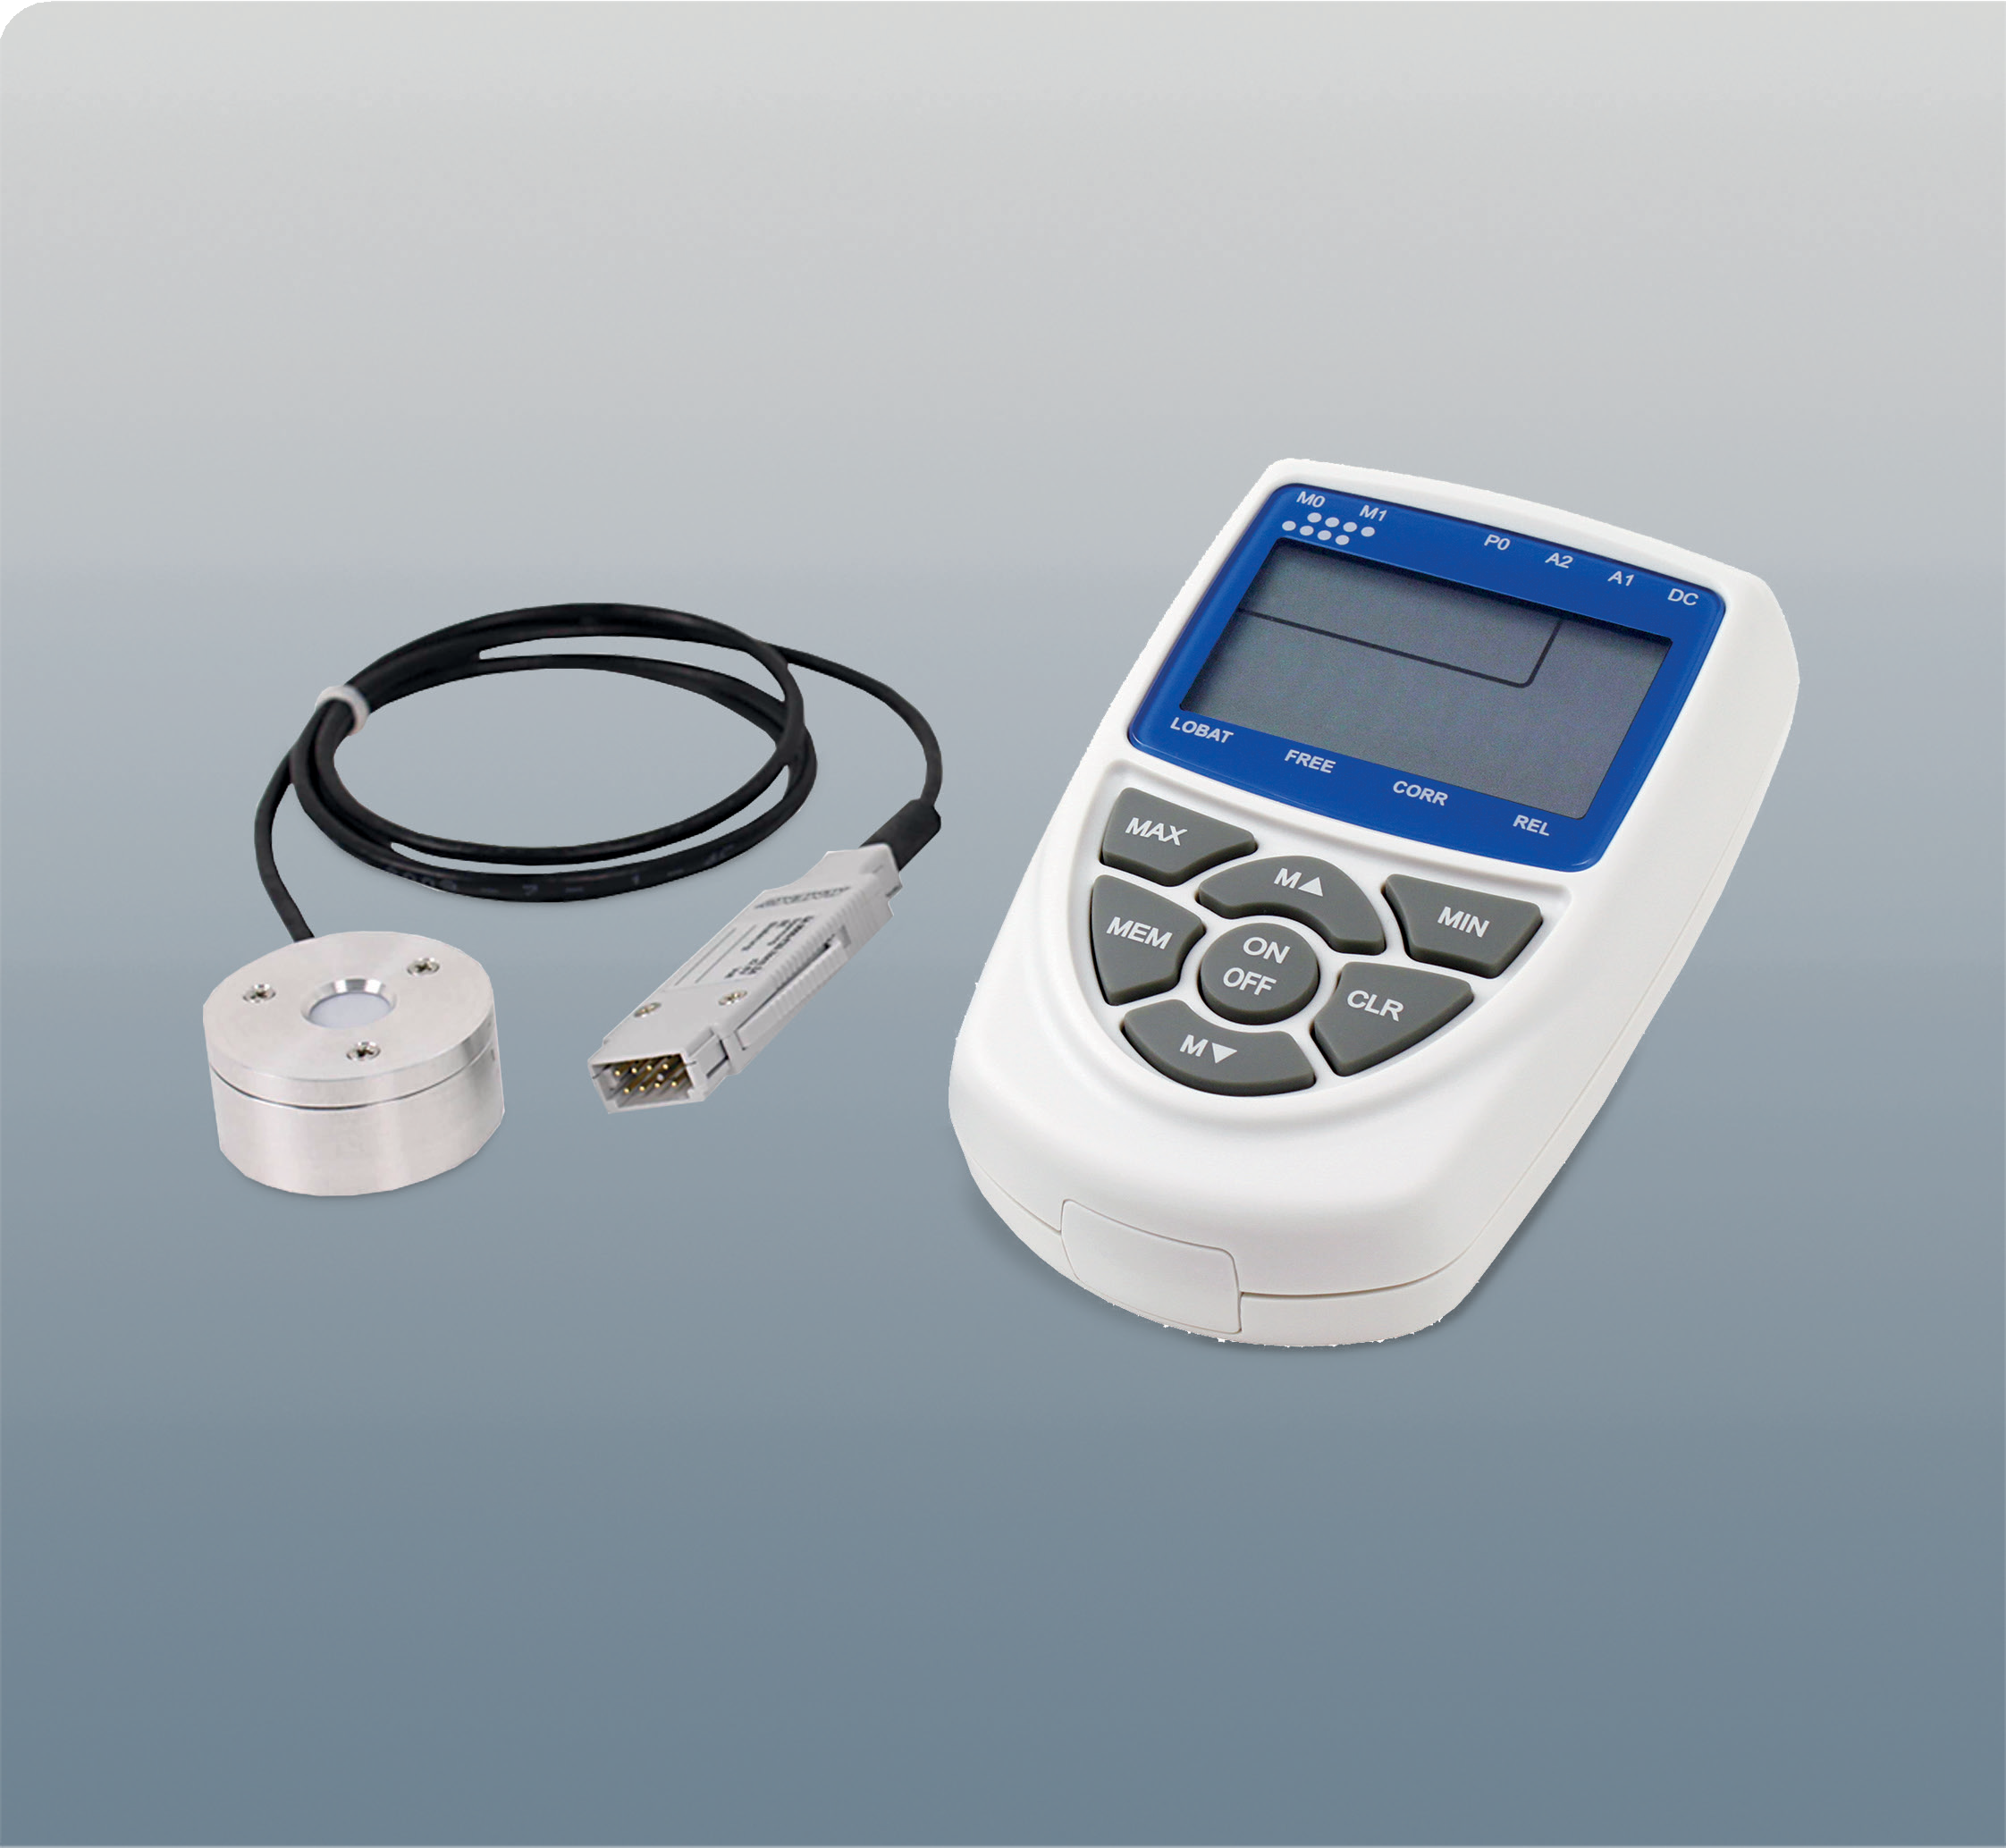 M0 M1
P0 A2 A1 DC
LOBAT FREE CORR REL
MAX
M▲
MIN
MEM
ON
OFF
CLR
M▼